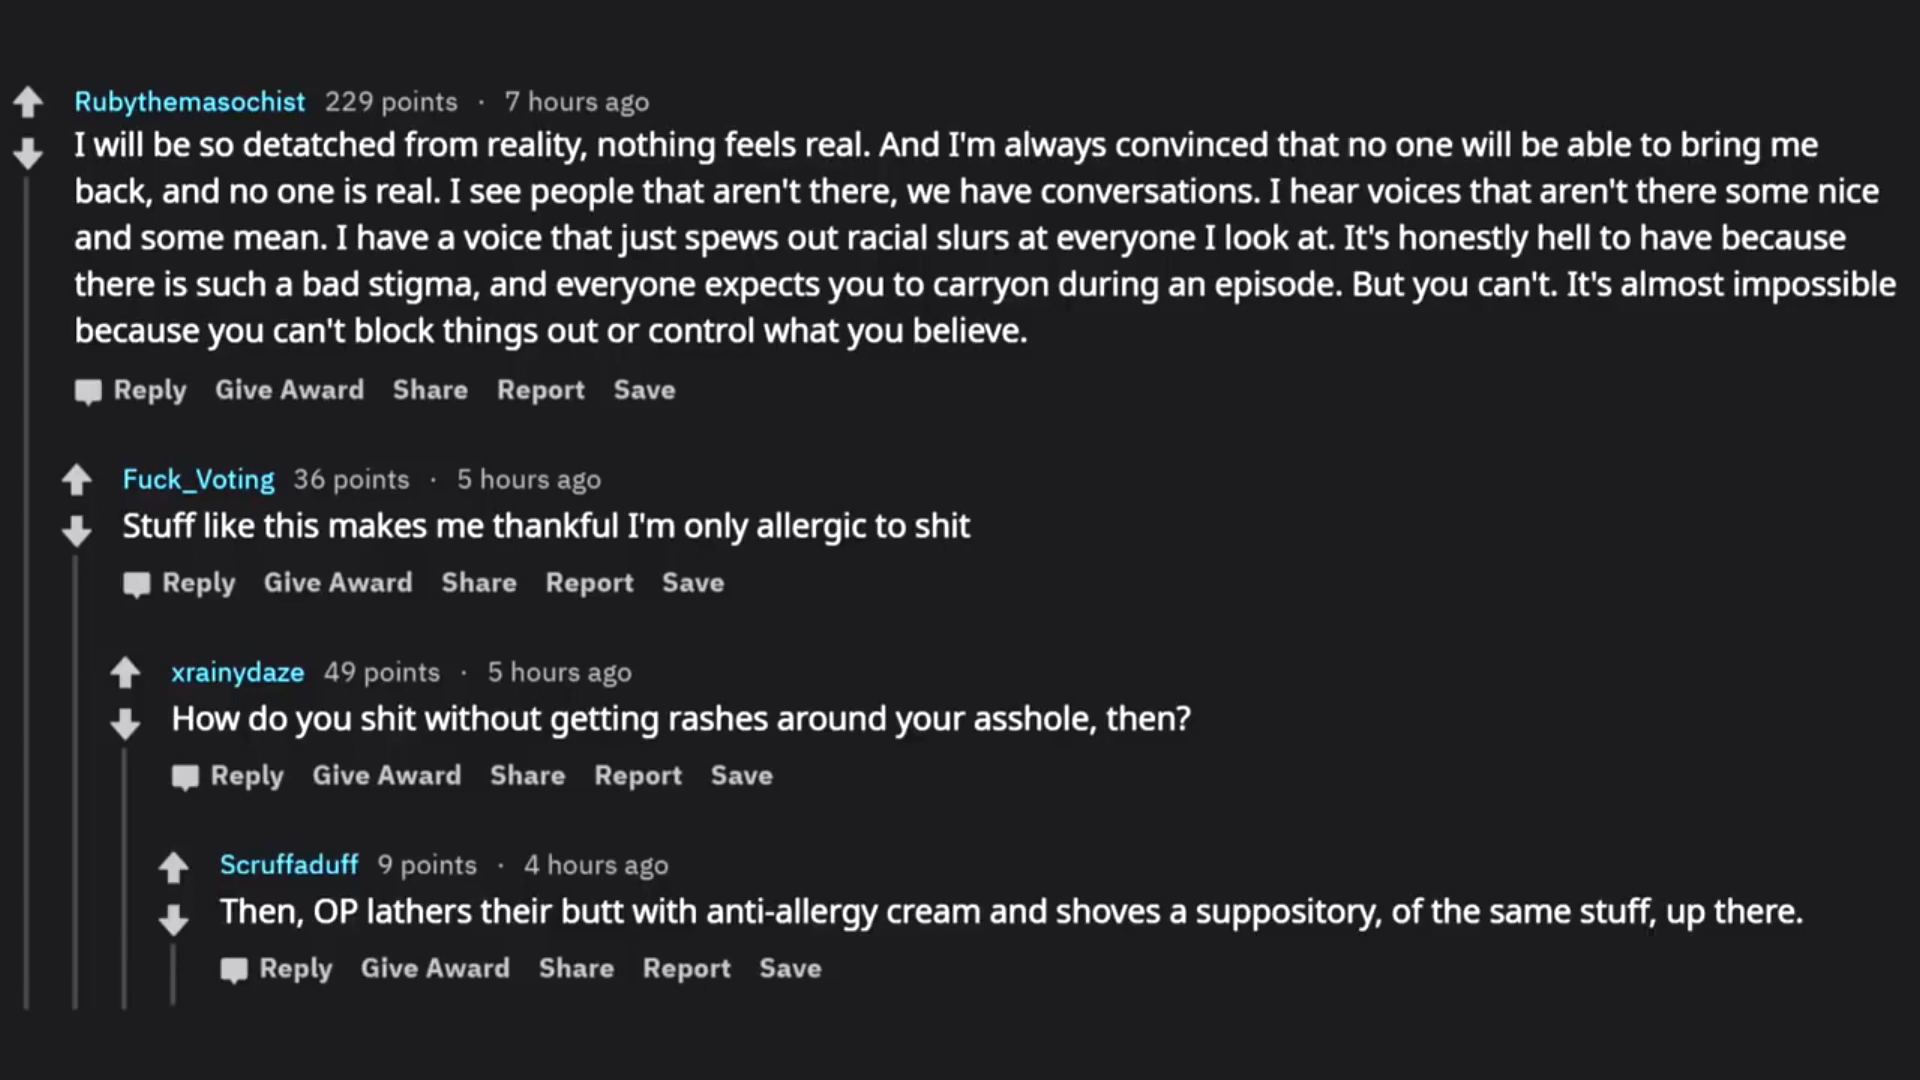 Rubythemasochist 229 points · 7 hours ago
I will be so detatched from reality, nothing feels real. And I'm always convinced that no one will be able to bring me
back, and no one is real. I see people that aren't there, we have conversations. I hear voices that aren't there some nice
and some mean. I have a voice that just spews out racial slurs at everyone I look at. It's honestly hell to have because
there is such a bad stigma, and everyone expects you to carryon during an episode. But you can't. It's almost impossible
because you can't block things out or control what you believe.
Reply Give Award Share Report Save
Fuck_Voting 36 points · 5 hours ago
Stuff like this makes me thankful I'm only allergic to shit
Reply Give Award Share Report Save
xrainydaze 49 points · 5 hours ago
How do you shit without getting rashes around your asshole, then?
Reply Give Award Share Report Save
Scruffaduff 9 points · 4 hours ago
Then, OP lathers their butt with anti-allergy cream and shoves a suppository, of the same stuff, up there.
Reply Give Award Share Report Save